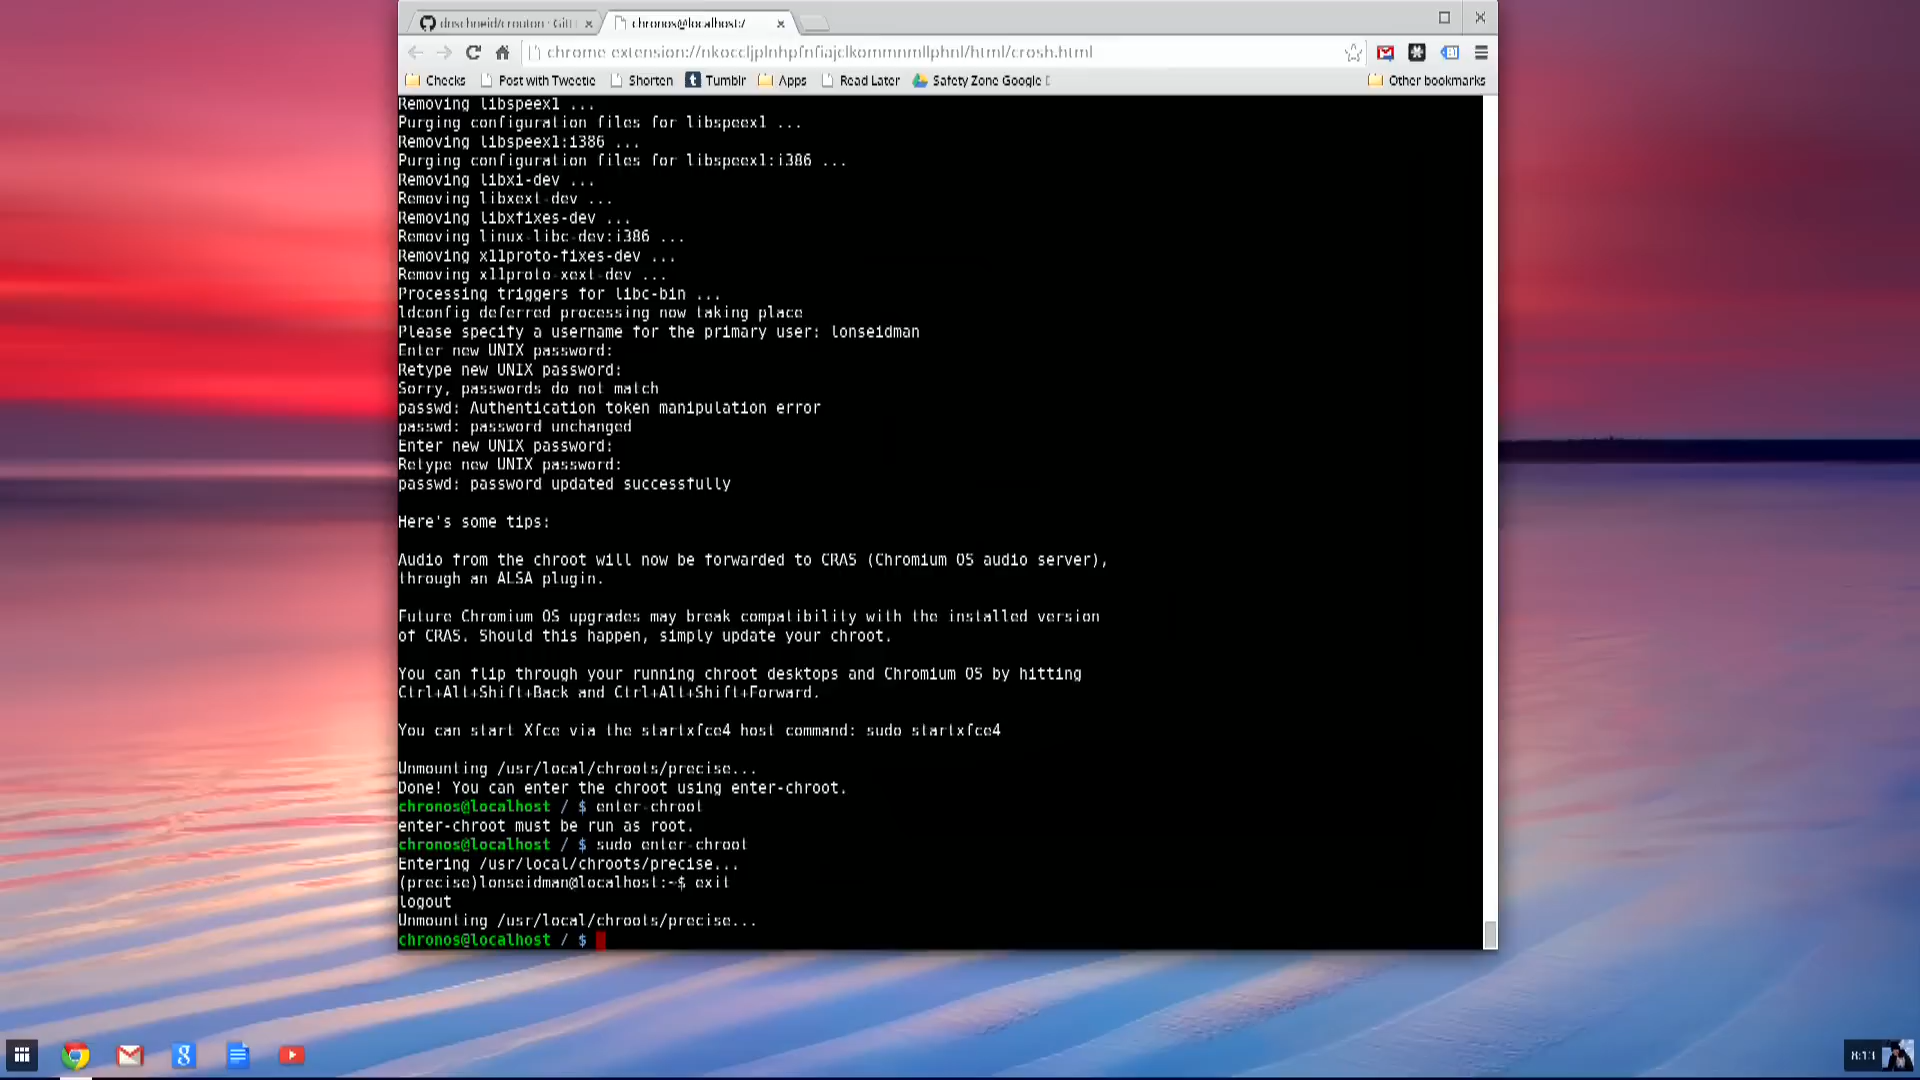 dnschneid/crouton · GitH
chronos@localhost:/
chrome-extension://nkoccljplnhpfnfiajclkommnmllphnl/html/crosh.html
Checks
Post with Tweetie
Shorten
Tumblr
Apps
Read Later
Safety Zone Google
Other bookmarks
Removing libspeex1 ...
Purging configuration files for libspeex1 ...
Removing libspeex1:i386 ...
Purging configuration files for libspeex1:i386 ...
Removing libxi-dev ...
Removing libxext-dev ...
Removing libxfixes-dev ...
Removing linux-libc-dev:i386 ...
Removing x11proto-fixes-dev ...
Removing x11proto-xext-dev ...
Processing triggers for libc-bin ...
ldconfig deferred processing now taking place
Please specify a username for the primary user: lonseidman
Enter new UNIX password:
Retype new UNIX password:
Sorry, passwords do not match
passwd: Authentication token manipulation error
passwd: password unchanged
Enter new UNIX password:
Retype new UNIX password:
passwd: password updated successfully
Here's some tips:
Audio from the chroot will now be forwarded to CRAS (Chromium OS audio server),
through an ALSA plugin.
Future Chromium OS upgrades may break compatibility with the installed version
of CRAS. Should this happen, simply update your chroot.
You can flip through your running chroot desktops and Chromium OS by hitting
Ctrl+Alt+Shift+Back and Ctrl+Alt+Shift+Forward.
You can start Xfce via the startxfce4 host command: sudo startxfce4
Unmounting /usr/local/chroots/precise...
Done! You can enter the chroot using enter-chroot.
chronos@localhost / $ enter-chroot
enter-chroot must be run as root.
chronos@localhost / $ sudo enter-chroot
Entering /usr/local/chroots/precise...
(precise)lonseidman@localhost:~$ exit
logout
Unmounting /usr/local/chroots/precise...
chronos@localhost / $
8:13